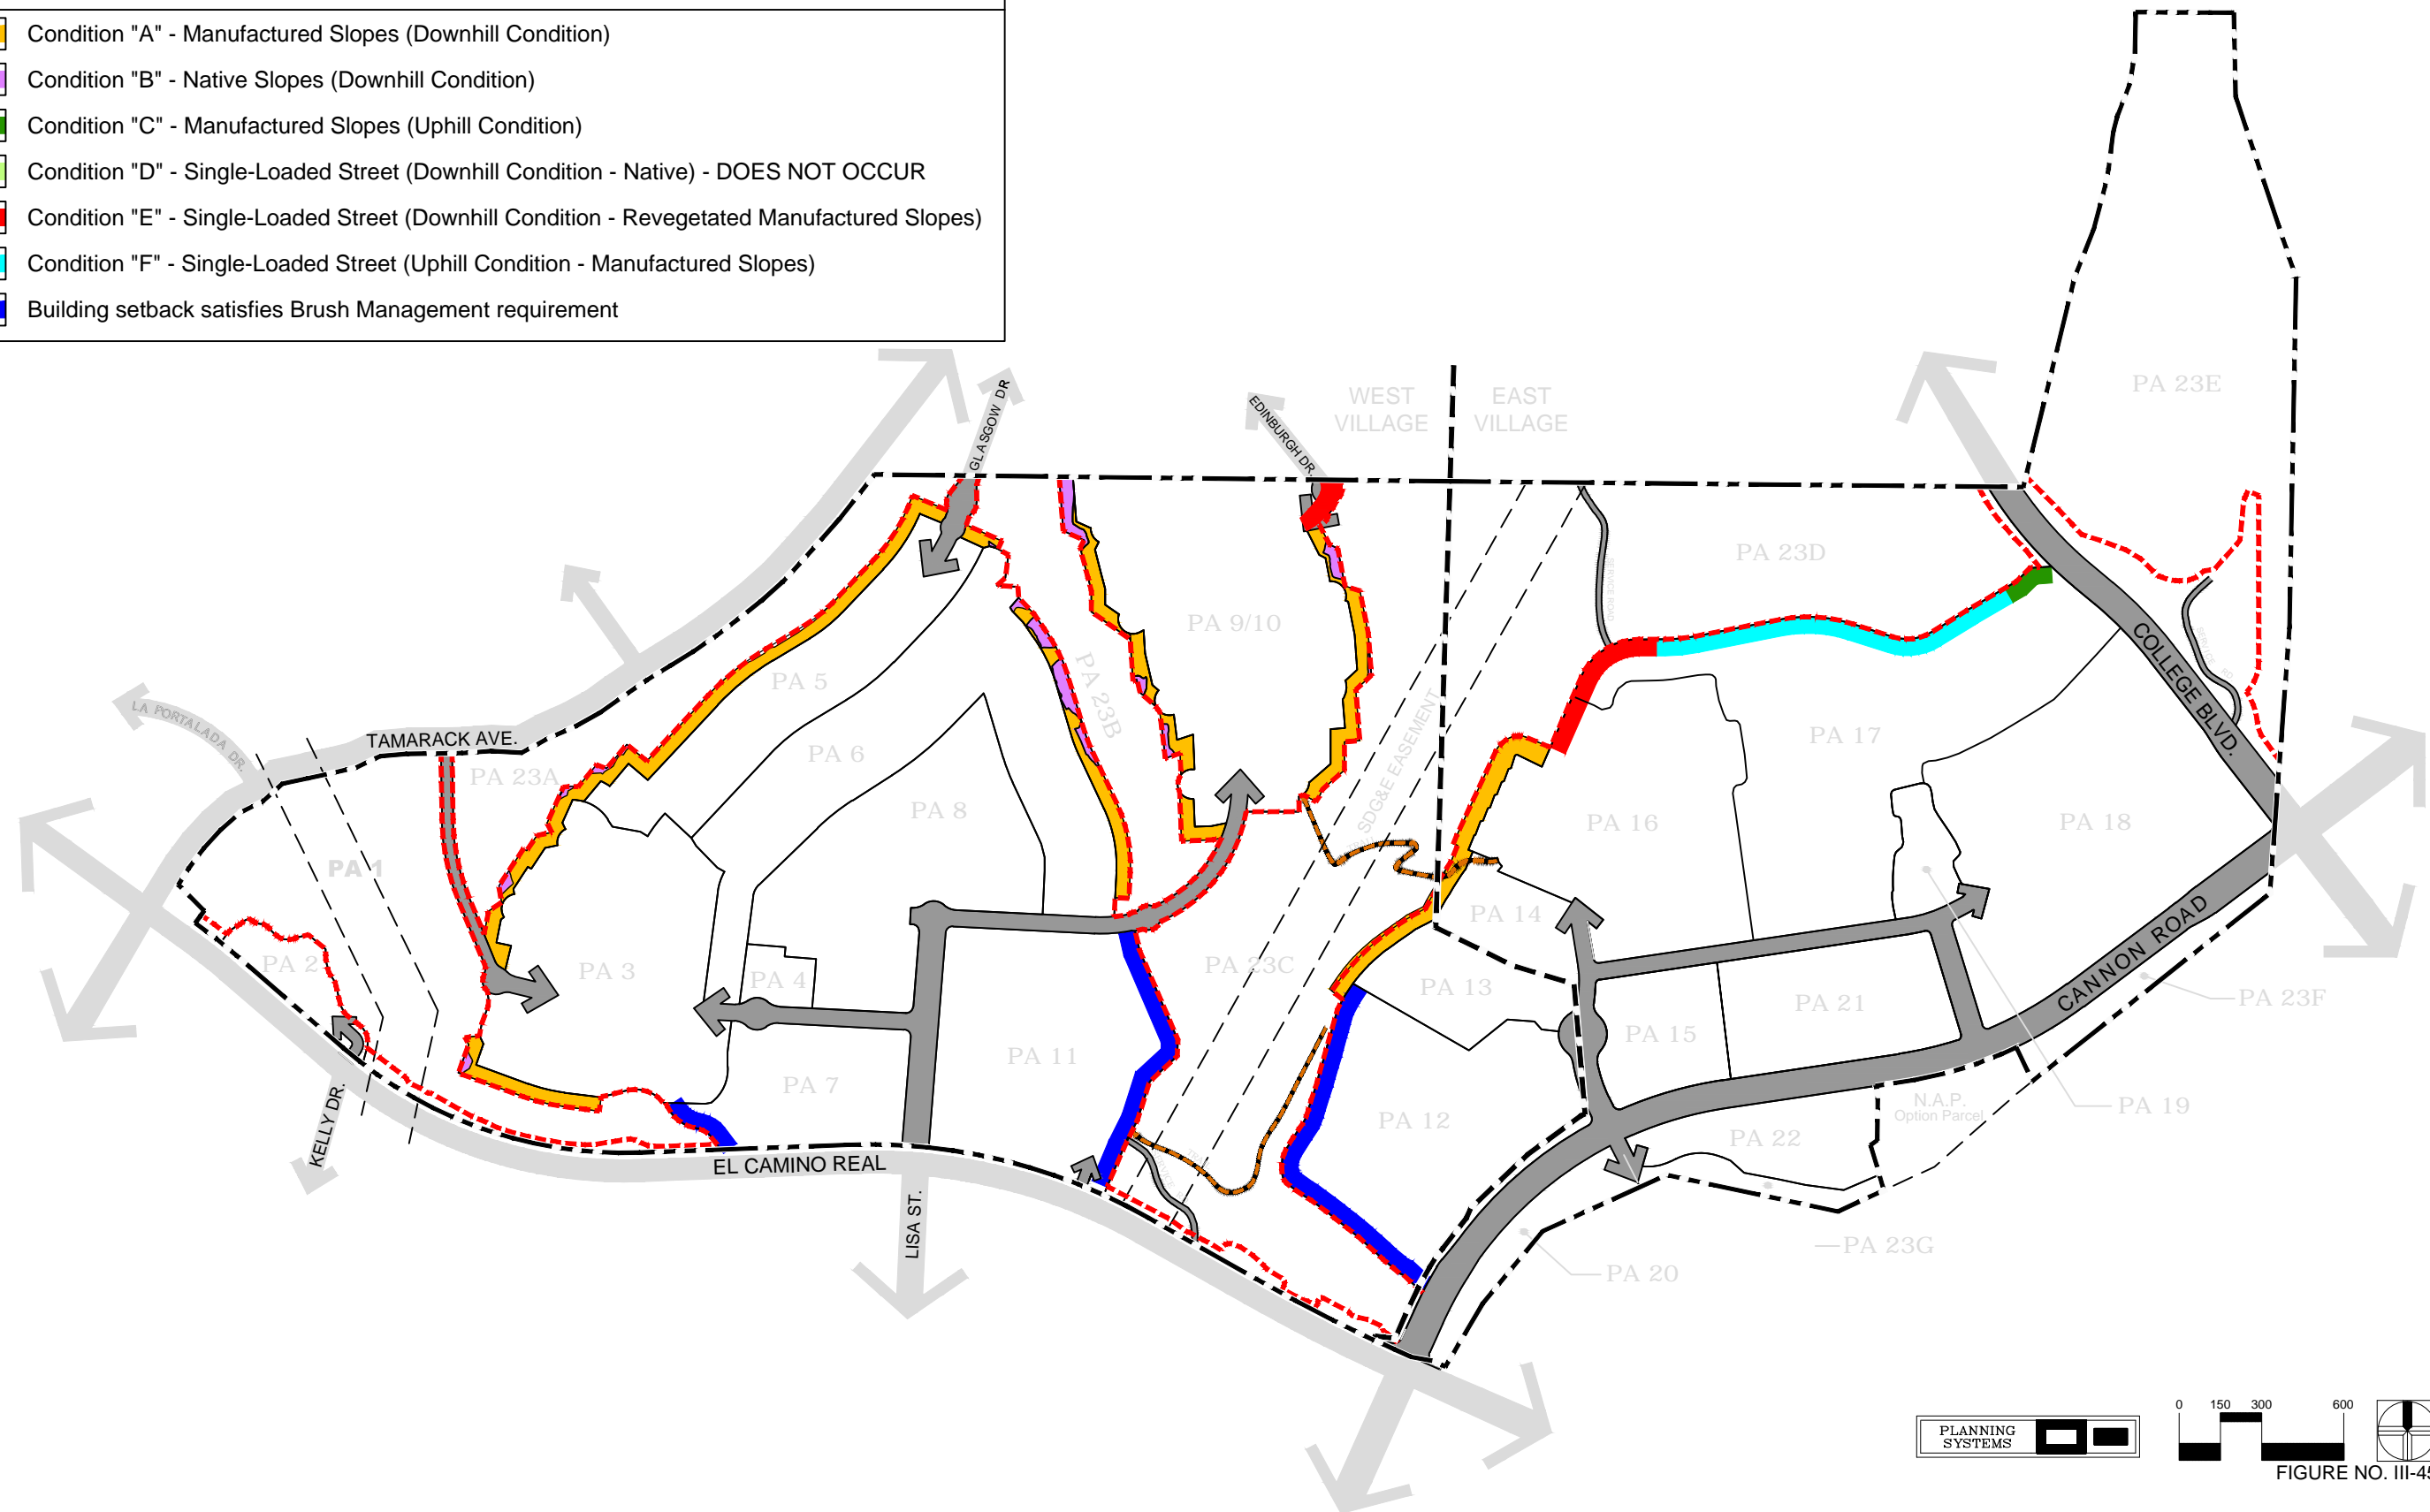 Condition "A" - Manufactured Slopes (Downhill Condition)
Condition "B" - Native Slopes (Downhill Condition)
Condition "C" - Manufactured Slopes (Uphill Condition)
Condition "D" - Single-Loaded Street (Downhill Condition - Native) - DOES NOT OCCUR
Condition "E" - Single-Loaded Street (Downhill Condition - Revegetated Manufactured Slopes)
Condition "F" - Single-Loaded Street (Uphill Condition - Manufactured Slopes)
Building setback satisfies Brush Management requirement
GLASGOW DR
EDINBURGH DR.
WEST
VILLAGE
EAST
VILLAGE
PA 23E
PA 23D
SERVICE ROAD
PA 9/10
PA 5
PA 23B
COLLEGE BLVD.
LA PORTALADA DR.
TAMARACK AVE.
PA 23A
PA 6
SDG&E EASEMENT
PA 17
PA 8
PA 16
PA 18
PA 1
PA 14
PA 2
PA 3
PA 4
PA 23C
PA 13
CANNON ROAD
PA 23F
PA 21
PA 15
PA 11
PA 7
PA 12
N.A.P.
Option Parcel
PA 19
PA 22
KELLY DR.
EL CAMINO REAL
LISA ST.
PA 23G
PA 20
PLANNING
SYSTEMS
0 150 300 600
FIGURE NO. III-45